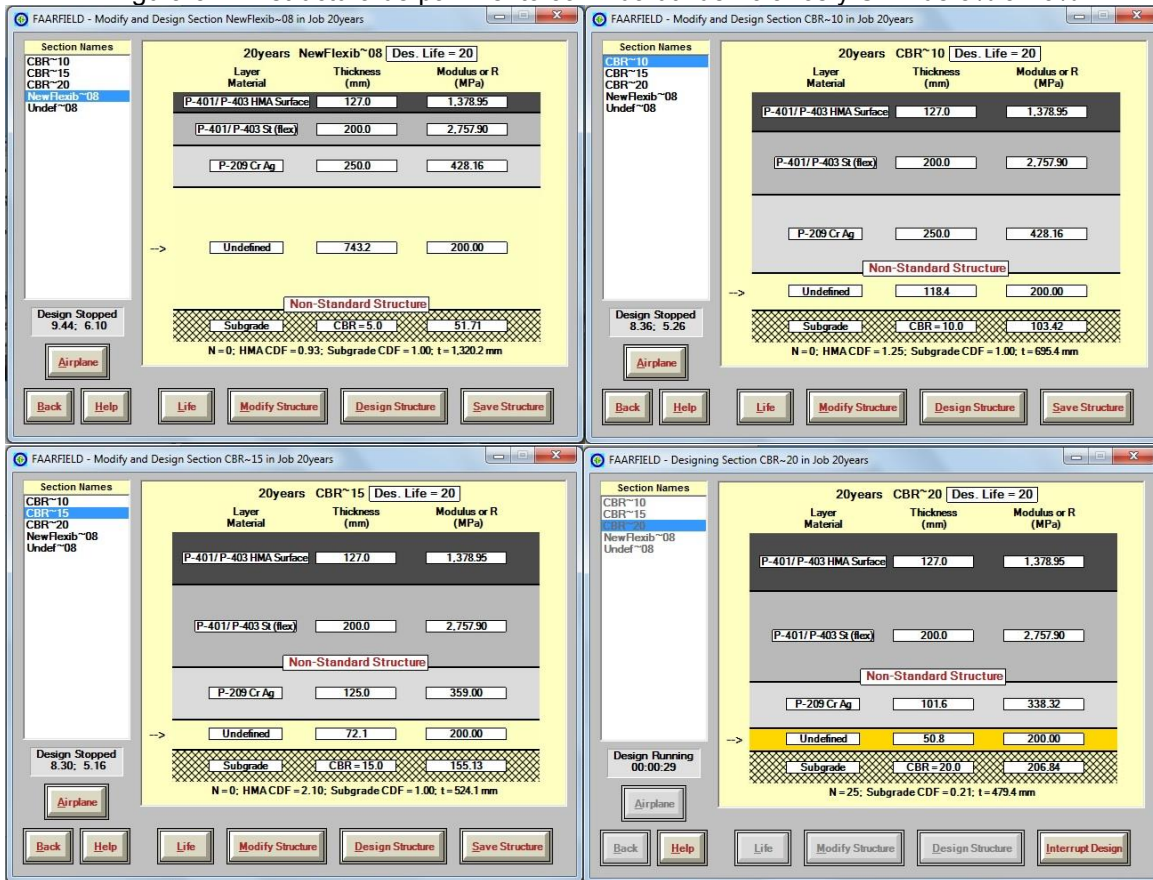 FAARFIELD - Modify and Design Section NewFlexib~08 in Job 20years
Section Names
CBR~10
CBR~15
CBR~20
NewFlexib~08
Undef~08
20years NewFlexib~08 Des. Life = 20
Layer Material Thickness (mm) Modulus or R (MPa)
P-401/ P-403 HMA Surface 127.0 1,378.95
P-401/ P-403 St (flex) 200.0 2,757.90
P-209 Cr Ag 250.0 428.16
--> Undefined 743.2 200.00
Non-Standard Structure
Subgrade CBR = 5.0 51.71
N = 0; HMA CDF = 0.93; Subgrade CDF = 1.00; t = 1,320.2 mm
Design Stopped
9.44; 6.10
Airplane
Back Help Life Modify Structure Design Structure Save Structure
FAARFIELD - Modify and Design Section CBR~10 in Job 20years
Section Names
CBR~10
CBR~15
CBR~20
NewFlexib~08
Undef~08
20years CBR~10 Des. Life = 20
Layer Material Thickness (mm) Modulus or R (MPa)
P-401/ P-403 HMA Surface 127.0 1,378.95
P-401/ P-403 St (flex) 200.0 2,757.90
P-209 Cr Ag 250.0 428.16
Non-Standard Structure
--> Undefined 118.4 200.00
Subgrade CBR = 10.0 103.42
N = 0; HMA CDF = 1.25; Subgrade CDF = 1.00; t = 695.4 mm
Design Stopped
8.36; 5.26
Airplane
Back Help Life Modify Structure Design Structure Save Structure
FAARFIELD - Modify and Design Section CBR~15 in Job 20years
Section Names
CBR~10
CBR~15
CBR~20
NewFlexib~08
Undef~08
20years CBR~15 Des. Life = 20
Layer Material Thickness (mm) Modulus or R (MPa)
P-401/ P-403 HMA Surface 127.0 1,378.95
P-401/ P-403 St (flex) 200.0 2,757.90
Non-Standard Structure
P-209 Cr Ag 125.0 359.00
--> Undefined 72.1 200.00
Subgrade CBR = 15.0 155.13
N = 0; HMA CDF = 2.10; Subgrade CDF = 1.00; t = 524.1 mm
Design Stopped
8.30; 5.16
Airplane
Back Help Life Modify Structure Design Structure Save Structure
FAARFIELD - Designing Section CBR~20 in Job 20years
Section Names
CBR~10
CBR~15
CBR~20
NewFlexib~08
Undef~08
20years CBR~20 Des. Life = 20
Layer Material Thickness (mm) Modulus or R (MPa)
P-401/ P-403 HMA Surface 127.0 1,378.95
P-401/ P-403 St (flex) 200.0 2,757.90
Non-Standard Structure
P-209 Cr Ag 101.6 338.32
--> Undefined 50.8 200.00
Subgrade CBR = 20.0 206.84
N = 25; Subgrade CDF = 0.21; t = 479.4 mm
Design Running
00:00:29
Airplane
Back Help Life Modify Structure Design Structure Interrupt Design